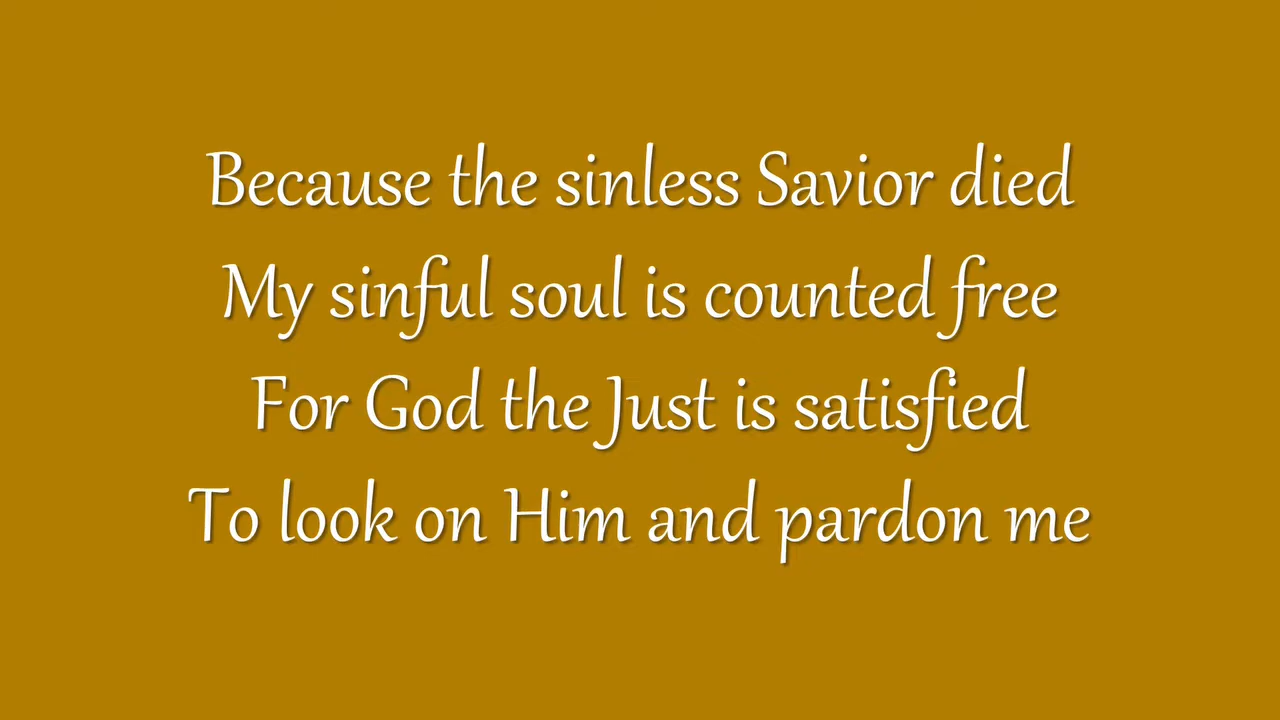 Because the sinless Savior died
My sinful soul is counted free
For God the Just is satisfied
To look on Him and pardon me